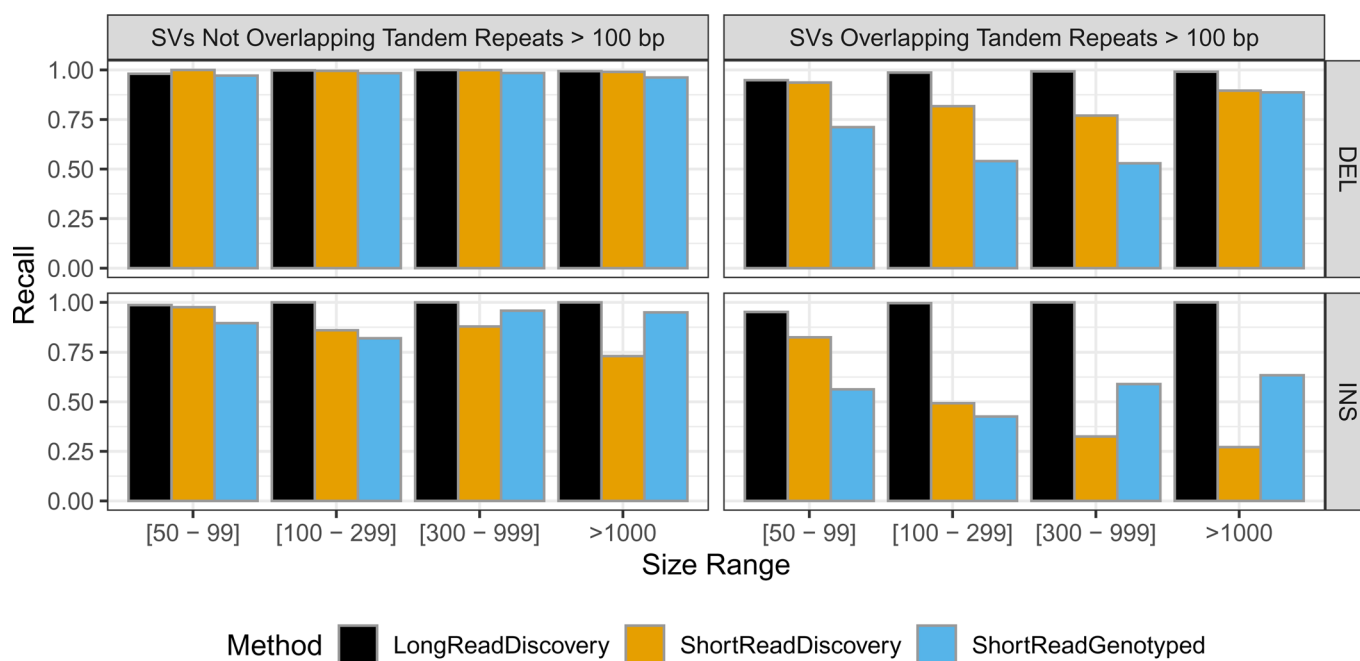 SVs Not Overlapping Tandem Repeats > 100 bp
SVs Overlapping Tandem Repeats > 100 bp
Recall
1.00
0.75
0.50
0.25
0.00
DEL
1.00
0.75
0.50
0.25
0.00
INS
[50 − 99] [100 − 299] [300 − 999] >1000
[50 − 99] [100 − 299] [300 − 999] >1000
Size Range
Method LongReadDiscovery ShortReadDiscovery ShortReadGenotyped